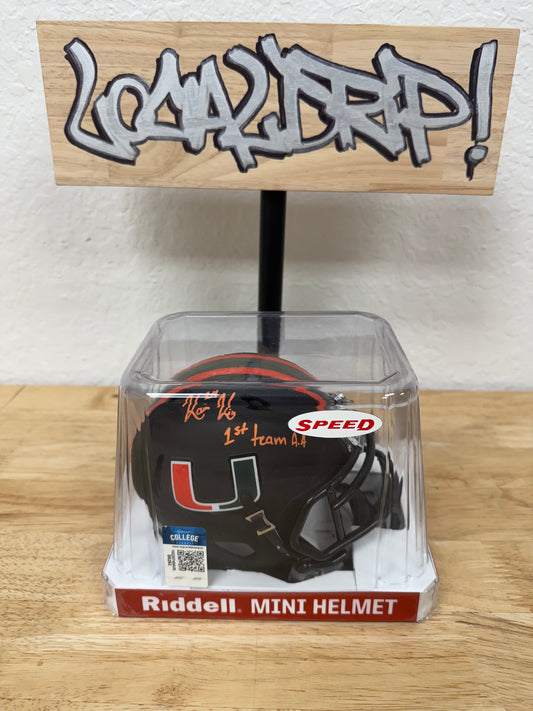 LOCALDRIP!
1st team A.A
SPEED
U
COLLEGE
Riddell MINI HELMET